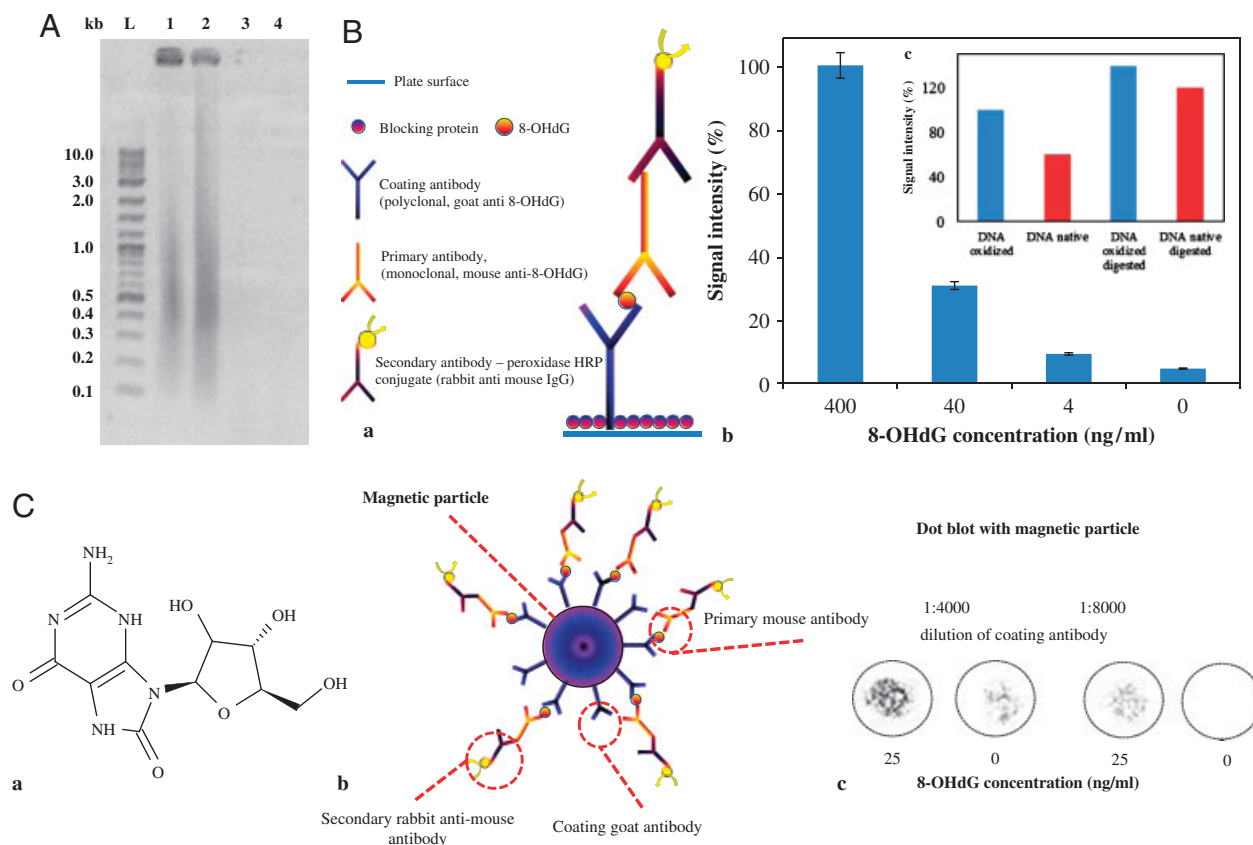 A
kb L 1 2 3 4
10.0
3.0
2.0
1.0
0.5
0.4
0.3
0.2
0.1
B
Plate surface
Blocking protein 8-OHdG
Coating antibody
(polyclonal, goat anti 8-OHdG)
Primary antibody,
(monoclonal, mouse anti-8-OHdG)
Secondary antibody – peroxidase HRP
conjugate (rabbit anti mouse IgG)
a
Signal intensity (%)
100
80
60
40
20
0
400 40 4 0
b 8-OHdG concentration (ng/ml)
c
Signal intensity (%)
120
80
40
0
DNA
oxidized
DNA native
DNA
oxidized
digested
DNA native
digested
C
NH2
N
NH
O
N
NH
O
HO
OH
O
OH
a
Magnetic particle
Primary mouse antibody
b
Secondary rabbit anti-mouse
antibody
Coating goat antibody
Dot blot with magnetic particle
1:4000 1:8000
dilution of coating antibody
25 0 25 0
c 8-OHdG concentration (ng/ml)